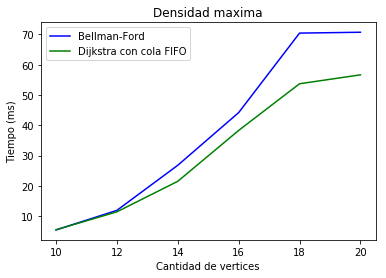 Densidad maxima
Bellman-Ford
Dijkstra con cola FIFO
Tiempo (ms)
70
60
50
40
30
20
10
10 12 14 16 18 20
Cantidad de vertices